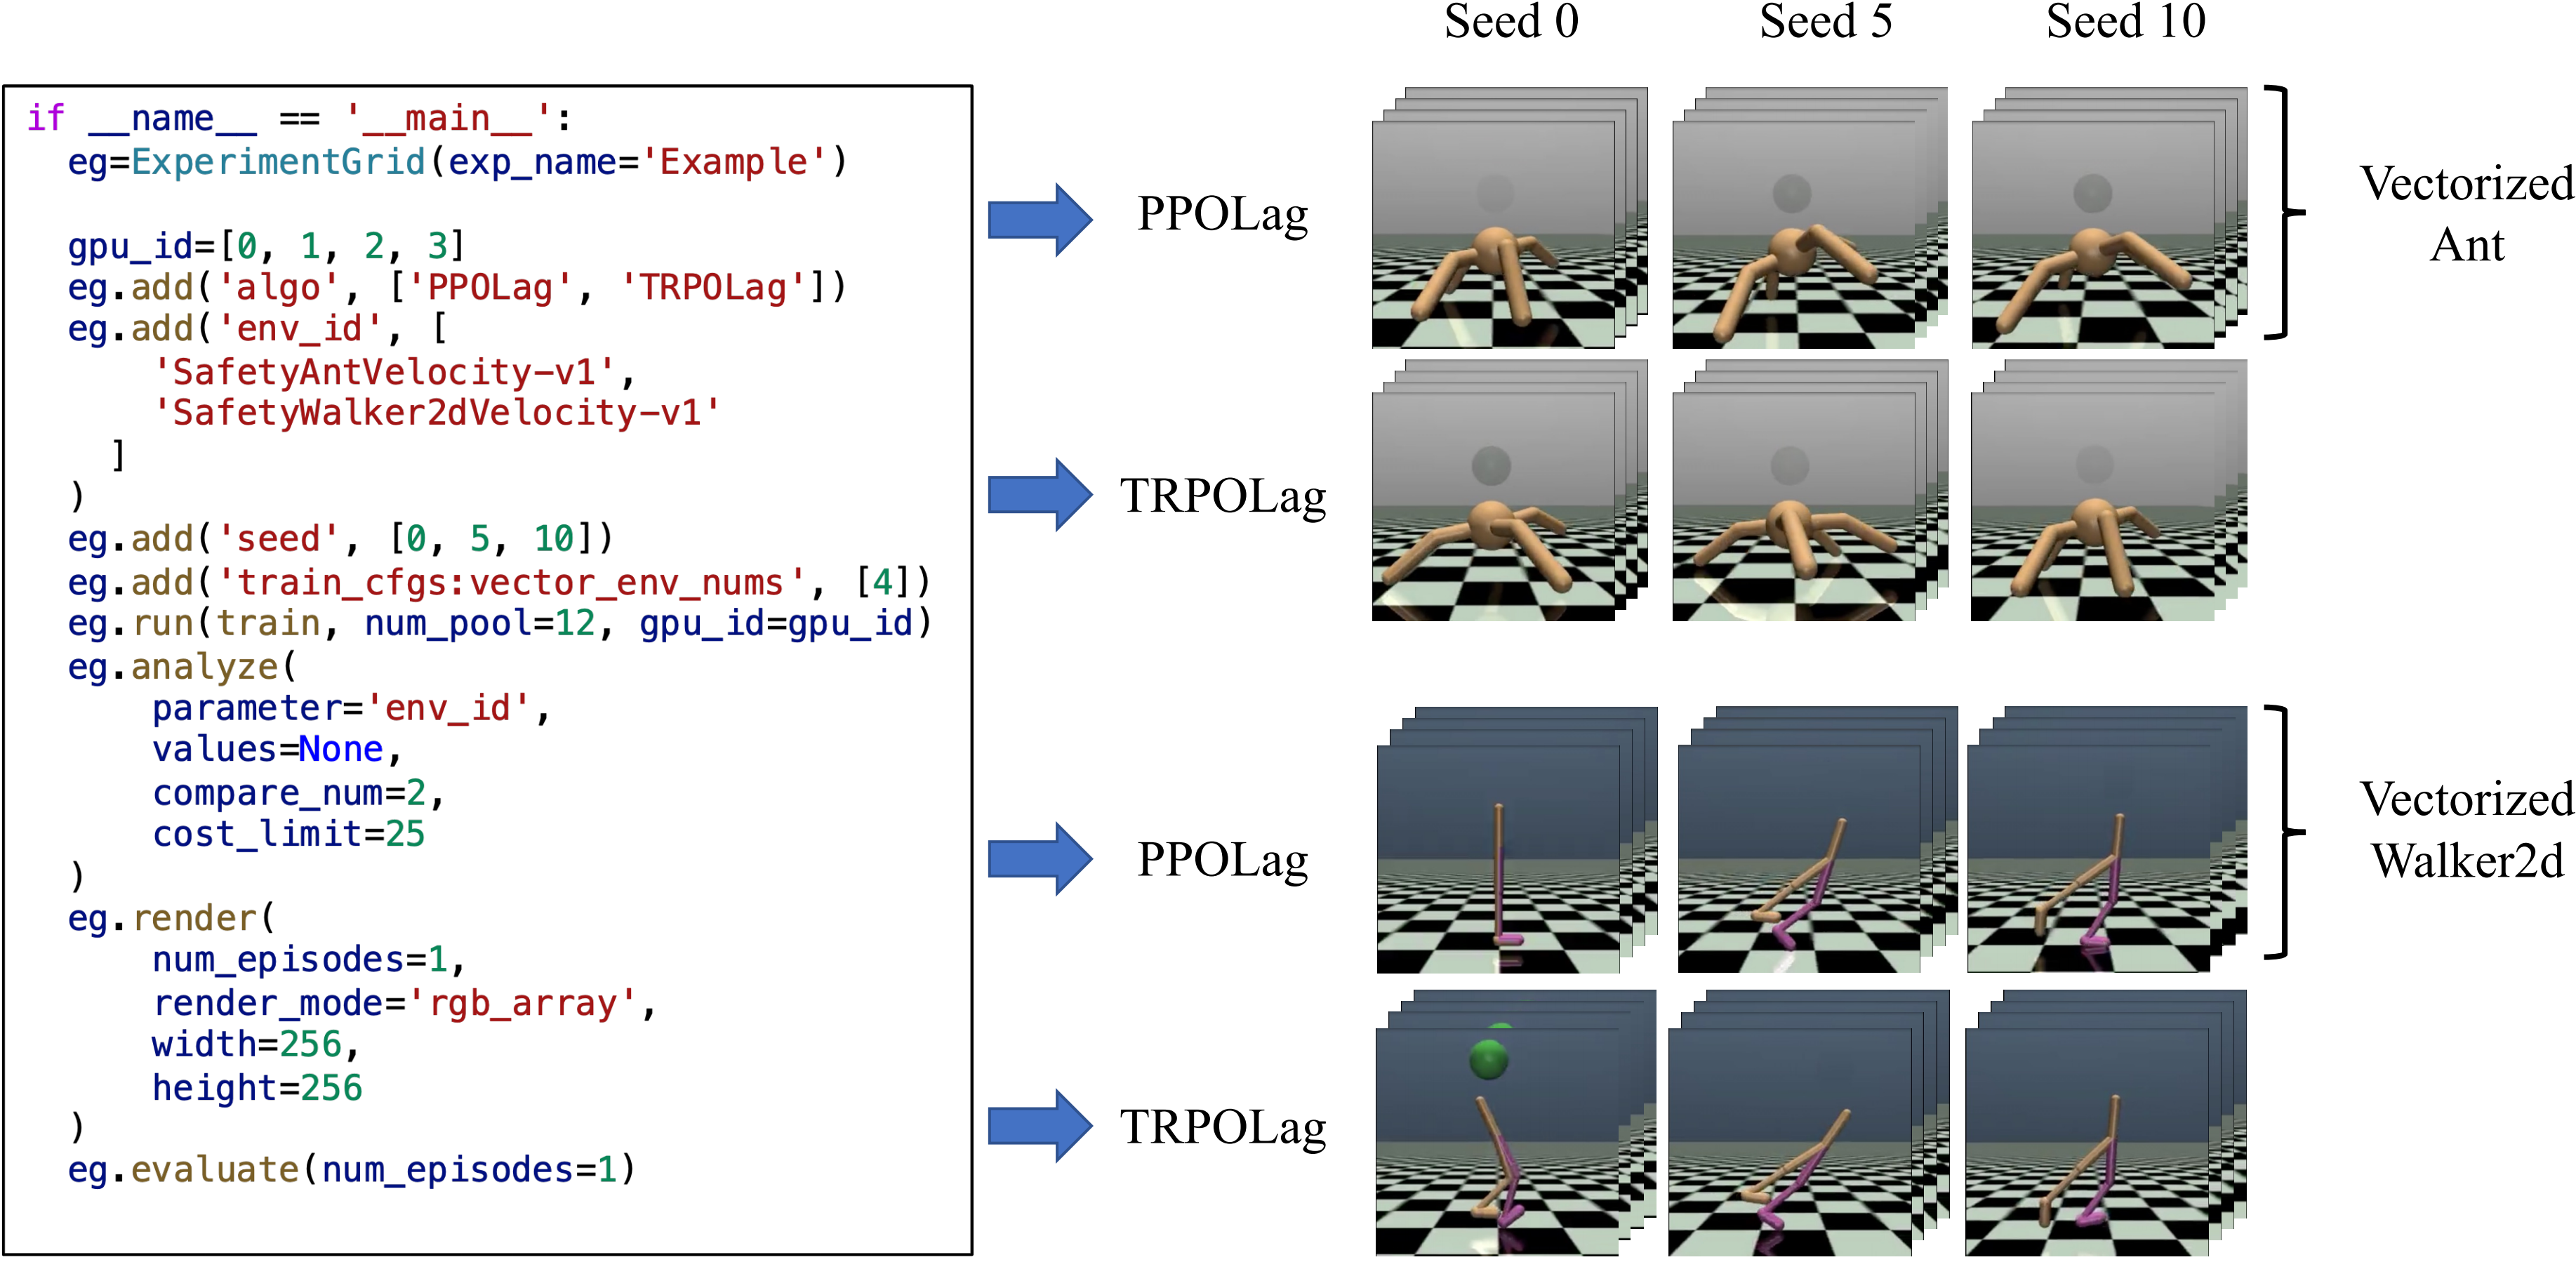 Seed 0 Seed 5 Seed 10
if __name__ == '__main__':
eg=ExperimentGrid(exp_name='Example')
gpu_id=[0, 1, 2, 3]
eg.add('algo', ['PPOLag', 'TRPOLag'])
eg.add('env_id', [
'SafetyAntVelocity-v1',
'SafetyWalker2dVelocity-v1'
]
)
eg.add('seed', [0, 5, 10])
eg.add('train_cfgs:vector_env_nums', [4])
eg.run(train, num_pool=12, gpu_id=gpu_id)
eg.analyze(
parameter='env_id',
values=None,
compare_num=2,
cost_limit=25
)
eg.render(
num_episodes=1,
render_mode='rgb_array',
width=256,
height=256
)
eg.evaluate(num_episodes=1)
PPOLag
TRPOLag
Vectorized
Ant
PPOLag
TRPOLag
Vectorized
Walker2d